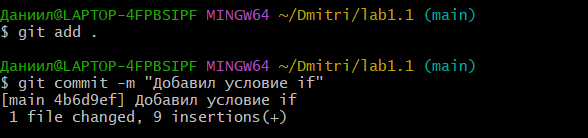 Даниил@LAPTOP-4FPBSIPF MINGW64 ~/Dmitri/lab1.1 (main)
$ git add .
Даниил@LAPTOP-4FPBSIPF MINGW64 ~/Dmitri/lab1.1 (main)
$ git commit -m "Добавил условие if"
[main 4b6d9ef] Добавил условие if
 1 file changed, 9 insertions(+)